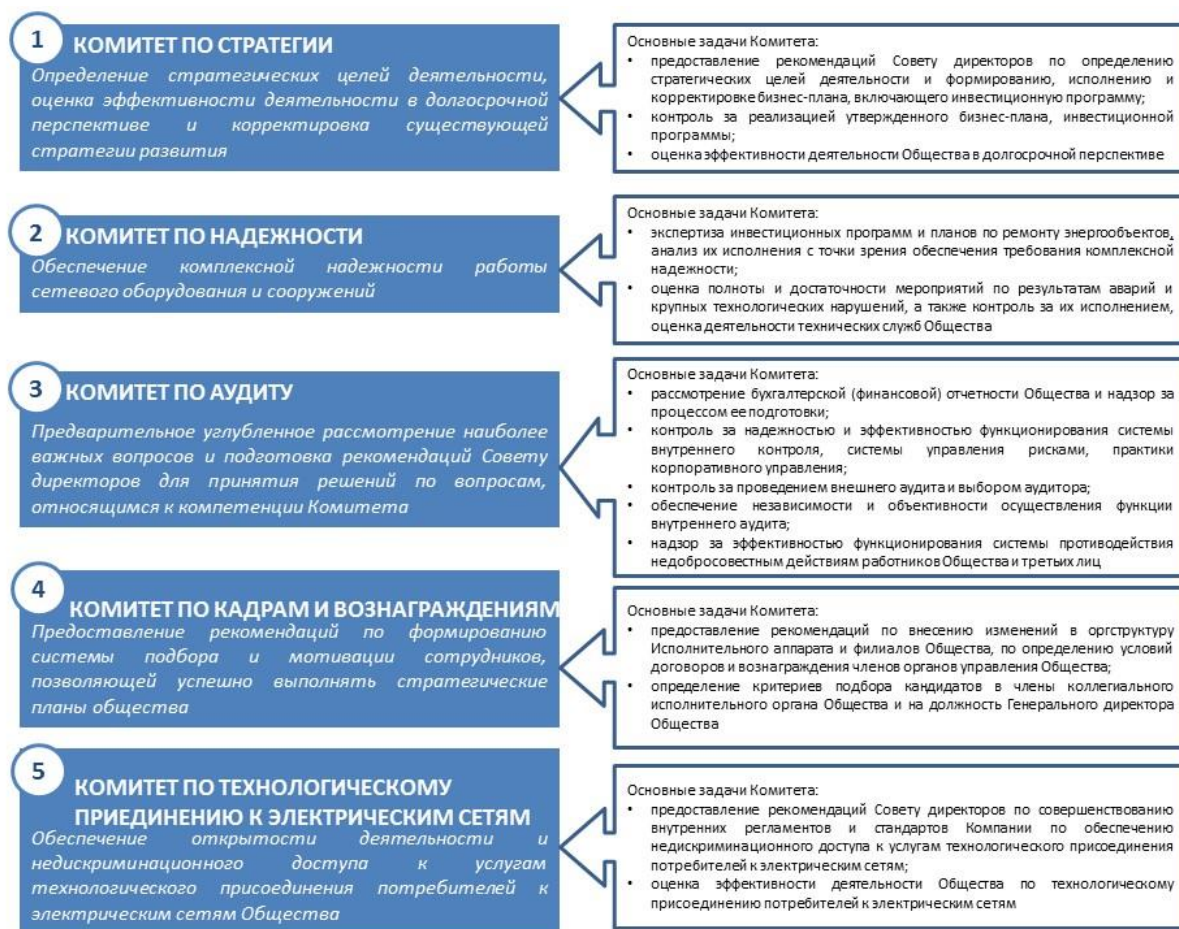 1
КОМИТЕТ ПО СТРАТЕГИИ
Определение стратегических целей деятельности,
оценка эффективности деятельности в долгосрочной
перспективе и корректировка существующей
стратегии развития
Основные задачи Комитета:
• предоставление рекомендаций Совету директоров по определению
стратегических целей деятельности и формированию, исполнению и
корректировке бизнес-плана, включающего инвестиционную программу;
• контроль за реализацией утвержденного бизнес-плана, инвестиционной
программы;
• оценка эффективности деятельности Общества в долгосрочной перспективе
2
КОМИТЕТ ПО НАДЕЖНОСТИ
Обеспечение комплексной надежности работы
сетевого оборудования и сооружений
Основные задачи Комитета:
• экспертиза инвестиционных программ и планов по ремонту энергообъектов,
анализ их исполнения с точки зрения обеспечения требования комплексной
надежности;
• оценка полноты и достаточности мероприятий по результатам аварий и
крупных технологических нарушений, а также контроль за их исполнением,
оценка деятельности технических служб Общества
3
КОМИТЕТ ПО АУДИТУ
Предварительное углубленное рассмотрение наиболее
важных вопросов и подготовка рекомендаций Совету
директоров для принятия решений по вопросам,
относящимся к компетенции Комитета
Основные задачи Комитета:
• рассмотрение бухгалтерской (финансовой) отчетности Общества и надзор за
процессом ее подготовки;
• контроль за надежностью и эффективностью функционирования системы
внутреннего контроля, системы управления рисками, практики
корпоративного управления;
• контроль за проведением внешнего аудита и выбором аудитора;
• обеспечение независимости и объективности осуществления функции
внутреннего аудита;
• надзор за эффективностью функционирования системы противодействия
недобросовестным действиям работников Общества и третьих лиц
4
КОМИТЕТ ПО КАДРАМ И ВОЗНАГРАЖДЕНИЯМ
Предоставление рекомендаций по формированию
системы подбора и мотивации сотрудников,
позволяющей успешно выполнять стратегические
планы общества
Основные задачи Комитета:
• предоставление рекомендаций по внесению изменений в оргструктуру
Исполнительного аппарата и филиалов Общества, по определению условий
договоров и вознаграждения членов органов управления Общества;
• определение критериев подбора кандидатов в члены коллегиального
исполнительного органа Общества и на должность Генерального директора
Общества
5
КОМИТЕТ ПО ТЕХНОЛОГИЧЕСКОМУ
ПРИЕДИНЕНИЮ К ЭЛЕКТРИЧЕСКИМ СЕТЯМ
Обеспечение открытости деятельности и
недискриминационного доступа к услугам
технологического присоединения потребителей к
электрическим сетям Общества
Основные задачи Комитета:
• предоставление рекомендаций Совету директоров по совершенствованию
внутренних регламентов и стандартов Компании по обеспечению
недискриминационного доступа к услугам технологического присоединения
потребителей к электрическим сетям;
• оценка эффективности деятельности Общества по технологическому
присоединению потребителей к электрическим сетям